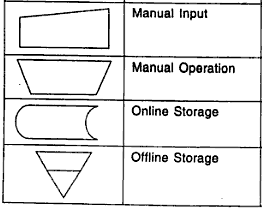 Manual Input
Manual Operation
Online Storage
Offline Storage